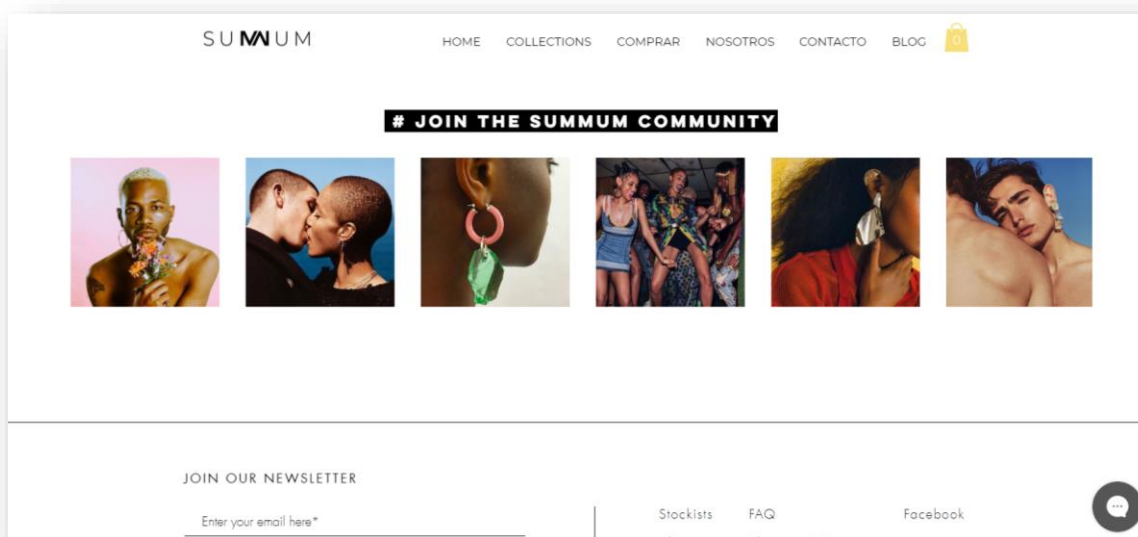 SUMMUM
HOME COLLECTIONS COMPRAR NOSOTROS CONTACTO BLOG 0
# JOIN THE SUMMUM COMMUNITY
JOIN OUR NEWSLETTER
Enter your email here*
Stockists FAQ Facebook